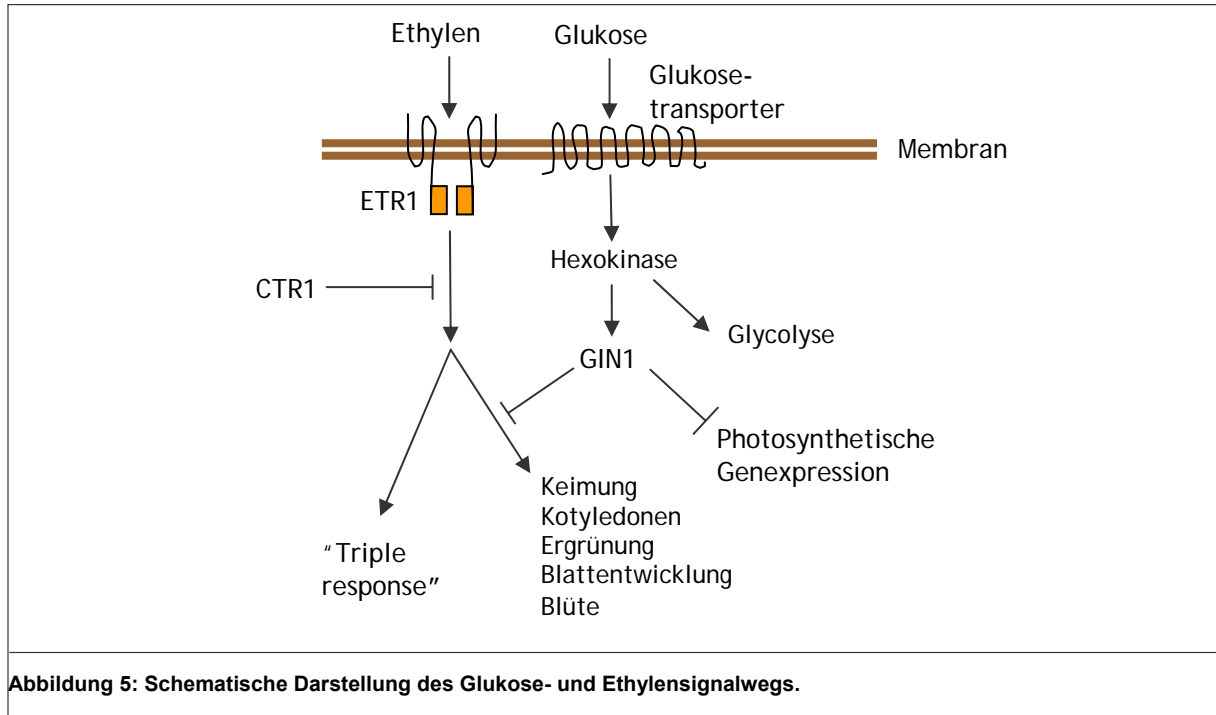 Ethylen
Glukose
Glukose-
transporter
Membran
ETR1
Hexokinase
CTR1
Glycolyse
GIN1
Photosynthetische
Genexpression
Keimung
Kotyledonen
Ergrünung
Blattentwicklung
Blüte
"Triple
response"
Abbildung 5: Schematische Darstellung des Glukose- und Ethylensignalwegs.